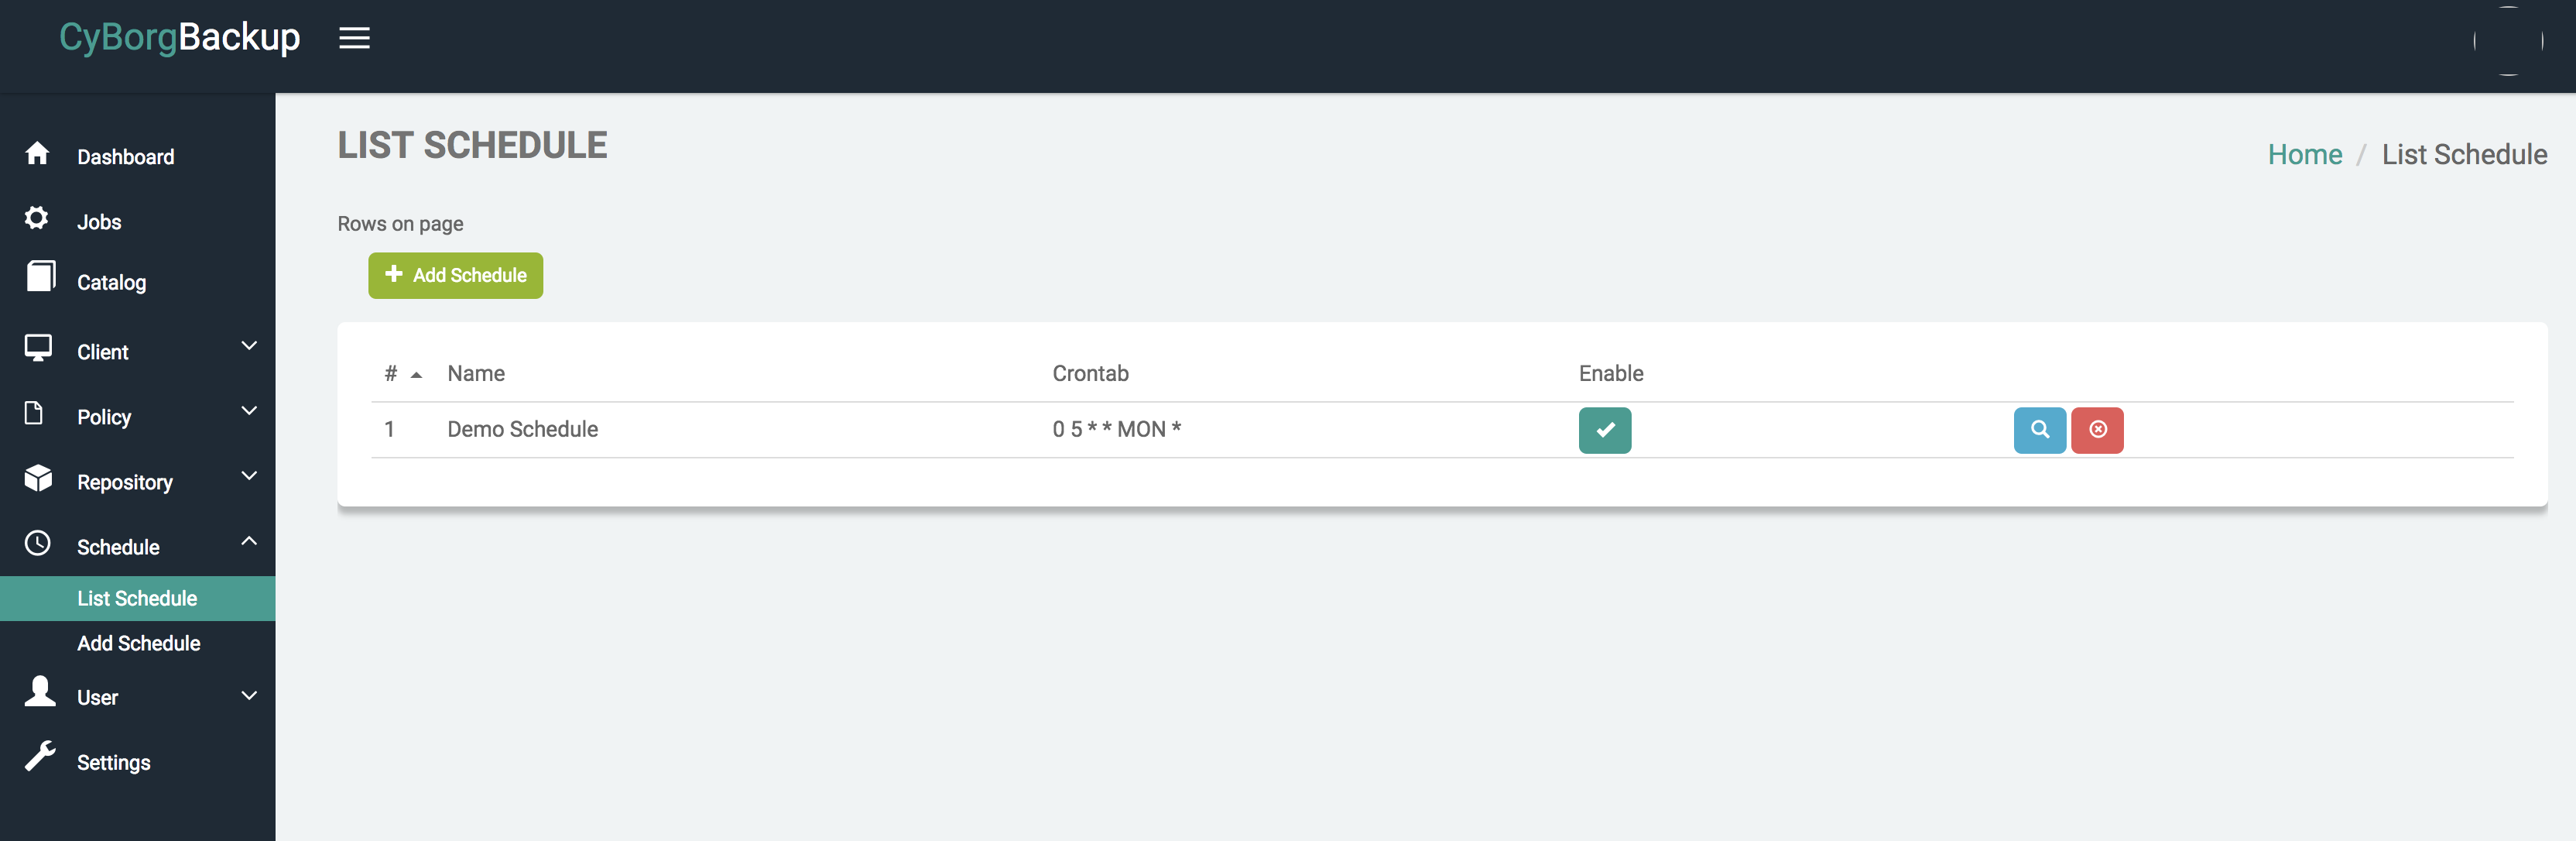 CyBorgBackup
Dashboard
Jobs
Catalog
Client
Policy
Repository
Schedule
List Schedule
Add Schedule
User
Settings
LIST SCHEDULE
Home / List Schedule
Rows on page
Add Schedule
# Name Crontab Enable
1 Demo Schedule 0 5 * * MON *